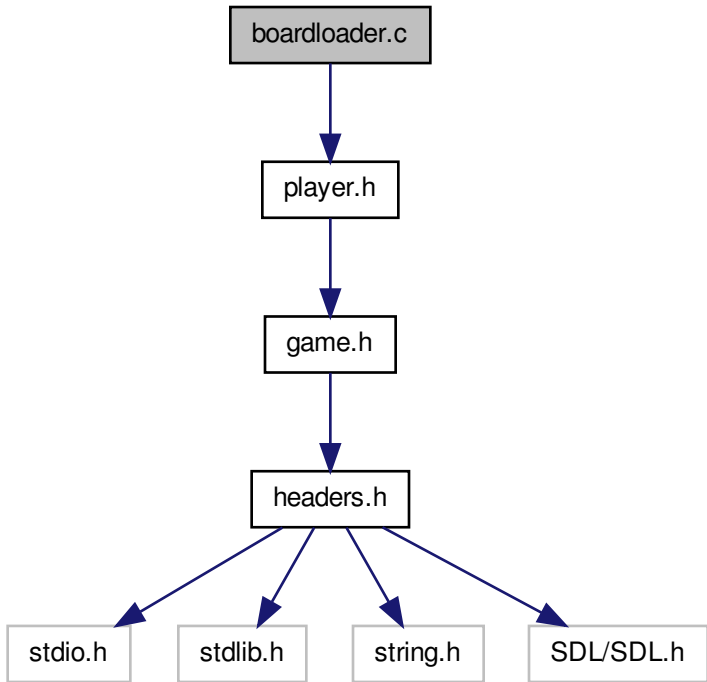 boardloader.c
player.h
game.h
headers.h
stdio.h
stdlib.h
string.h
SDL/SDL.h